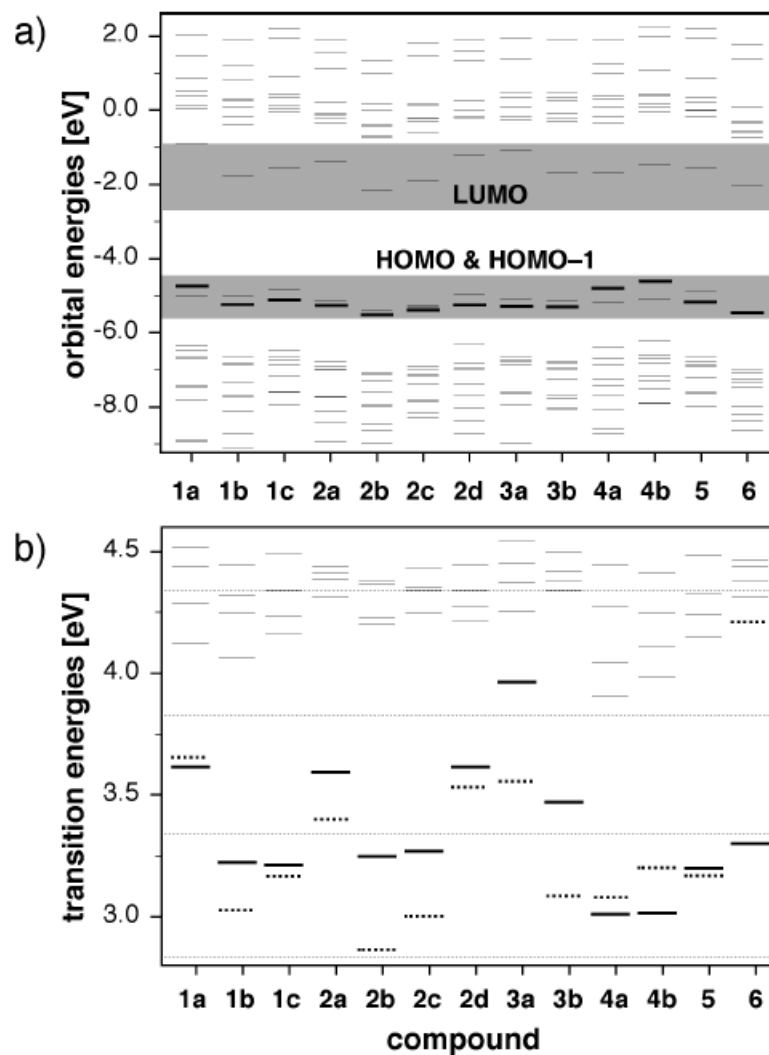 a)
orbital energies [eV]
2.0
0.0
-2.0
-4.0
-6.0
-8.0
LUMO
HOMO & HOMO–1
1a 1b 1c 2a 2b 2c 2d 3a 3b 4a 4b 5 6
b)
transition energies [eV]
4.5
4.0
3.5
3.0
1a 1b 1c 2a 2b 2c 2d 3a 3b 4a 4b 5 6
compound